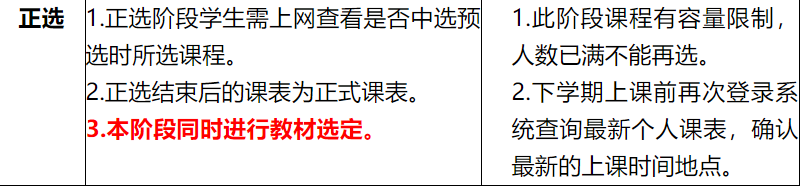 正选
1.正选阶段学生需上网查看是否中选预
选时所选课程。
2.正选结束后的课表为正式课表。
3.本阶段同时进行教材选定。
1.此阶段课程有容量限制，
人数已满不能再选。
2.下学期上课前再次登录系
统查询最新个人课表，确认
最新的上课时间地点。